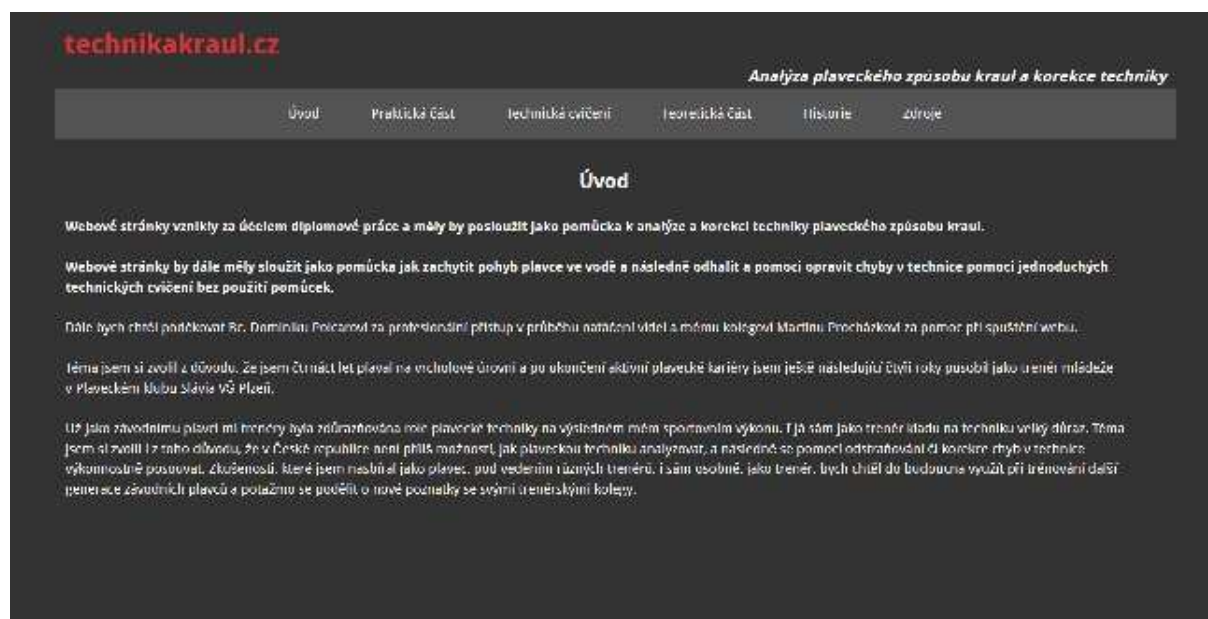 technikakraul.cz
Analýza plaveckého způsobu kraul a korekce techniky
Úvod Praktická část Technická cvičení Teoretická část Historie Zdroje
Úvod
Webové stránky vznikly za účelem diplomové práce a měly by posloužit jako pomůcka k analýze a korekci techniky plaveckého způsobu kraul.
Webové stránky by dále měly sloužit jako pomůcka jak zachytit pohyb plavce ve vodě a následně odhalit a pomoci opravit chyby v technice pomocí jednoduchých
technických cvičení bez použití pomůcek.
Dále bych chtěl poděkovat Bc. Dominiku Polcarovi za profesionální přístup v průběhu natáčení videí a mému kolegovi Martinu Procházkovi za pomoc při spuštění webu.
Téma jsem si zvolil z důvodu, že jsem čtrnáct let plaval na vrcholové úrovni a po ukončení aktivní plavecké kariéry jsem ještě následující čtyři roky působil jako trenér mládeže
v Plaveckém klubu Slávia VŠ Plzeň.
Už jako závodnímu plavci mi trenéry byla zdůrazňována role plavecké techniky na výsledném mém sportovním výkonu. I já sám jako trenér kladu na techniku velký důraz. Téma
jsem si zvolil i z toho důvodu, že v České republice není příliš možností, jak plaveckou techniku analyzovat, a následně se pomocí odstraňování či korekce chyb v technice
výkonnostně posouvat. Zkušenosti, které jsem nasbíral jako plavec, pod vedením různých trenérů, i sám osobně, jako trenér, bych chtěl do budoucna využít při trénování další
generace závodních plavců a potažmo se podělit o nové poznatky se svými trenérskými kolegy.